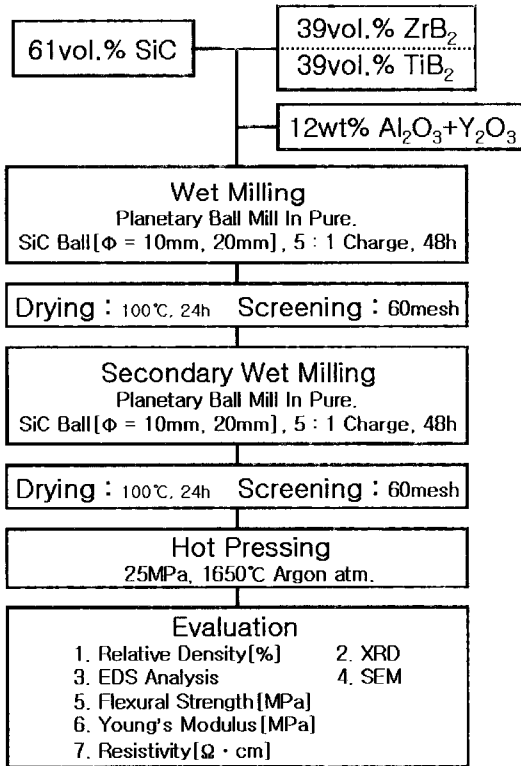 61vol.% SiC
39vol.% ZrB₂
39vol.% TiB₂
12wt% Al₂O₃+Y₂O₃
Wet Milling
Planetary Ball Mill In Pure.
SiC Ball[Φ = 10mm, 20mm] , 5 : 1 Charge, 48h
Drying : 100℃, 24h Screening : 60mesh
Secondary Wet Milling
Planetary Ball Mill In Pure.
SiC Ball[Φ = 10mm, 20mm] , 5 : 1 Charge, 48h
Drying : 100℃, 24h Screening : 60mesh
Hot Pressing
25MPa, 1650℃ Argon atm.
Evaluation
1. Relative Density[%] 2. XRD
3. EDS Analysis 4. SEM
5. Flexural Strength[MPa]
6. Young's Modulus[MPa]
7. Resistivity[Ω · cm]